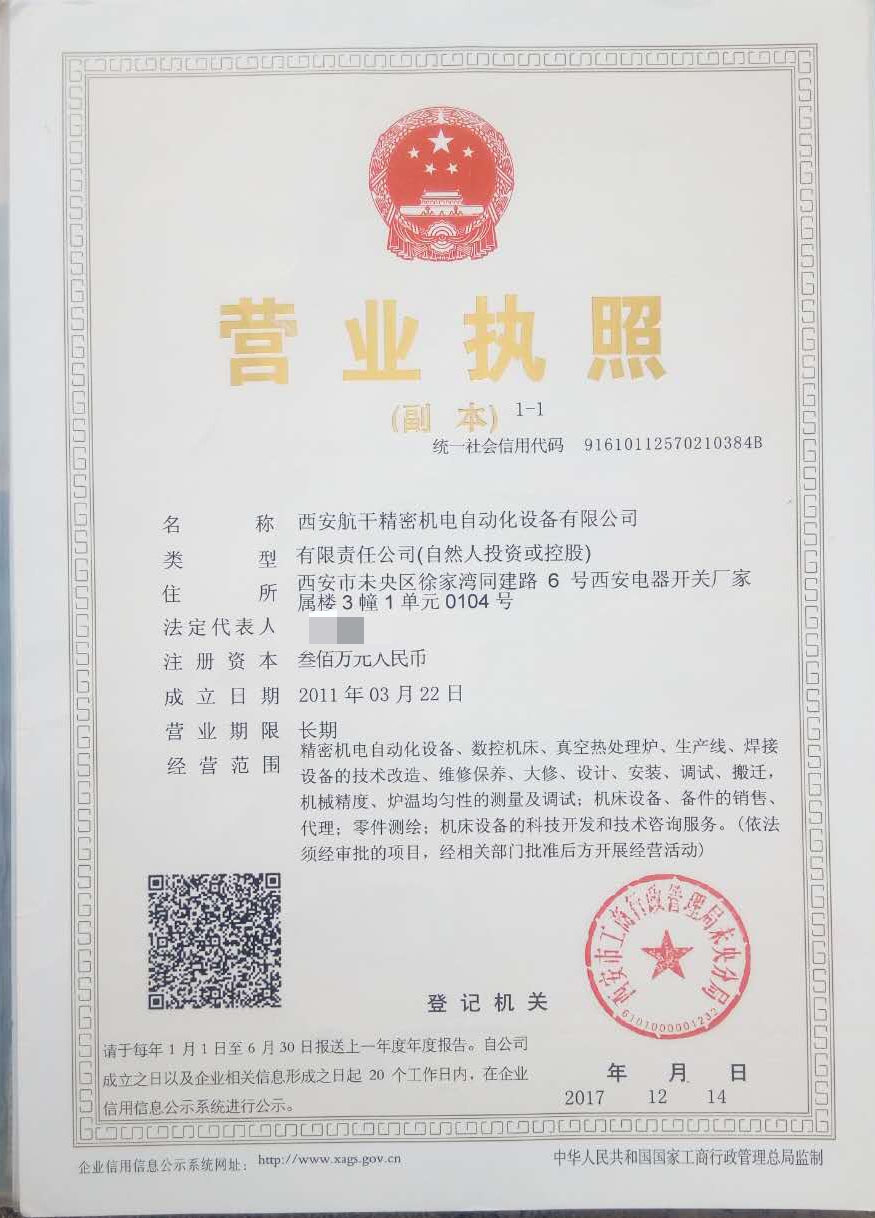 营业执照
(副 本) 1-1
统一社会信用代码 91610112570210384B
名称 西安航干精密机电自动化设备有限公司
类型 有限责任公司(自然人投资或控股)
住所 西安市未央区徐家湾同建路 6 号西安电器开关厂家
属楼 3 幢 1 单元 0104 号
法定代表人
注册资本 叁佰万元人民币
成立日期 2011 年 03 月 22 日
营业期限 长期
经营范围 精密机电自动化设备、数控机床、真空热处理炉、生产线、焊接
设备的技术改造、维修保养、大修、设计、安装、调试、搬迁，
机械精度、炉温均匀性的测量及调试；机床设备、备件的销售、
代理；零件测绘；机床设备的科技开发和技术咨询服务。(依法
须经审批的项目，经相关部门批准后方开展经营活动)
西安市工商行政管理局未央分局
6101000001232
登记机关
请于每年 1 月 1 日至 6 月 30 日报送上一年度年度报告。自公司
成立之日以及企业相关信息形成之日起 20 个工作日内，在企业
信用信息公示系统进行公示。
年 月 日
2017 12 14
企业信用信息公示系统网址：http://www.xags.gov.cn
中华人民共和国国家工商行政管理总局监制